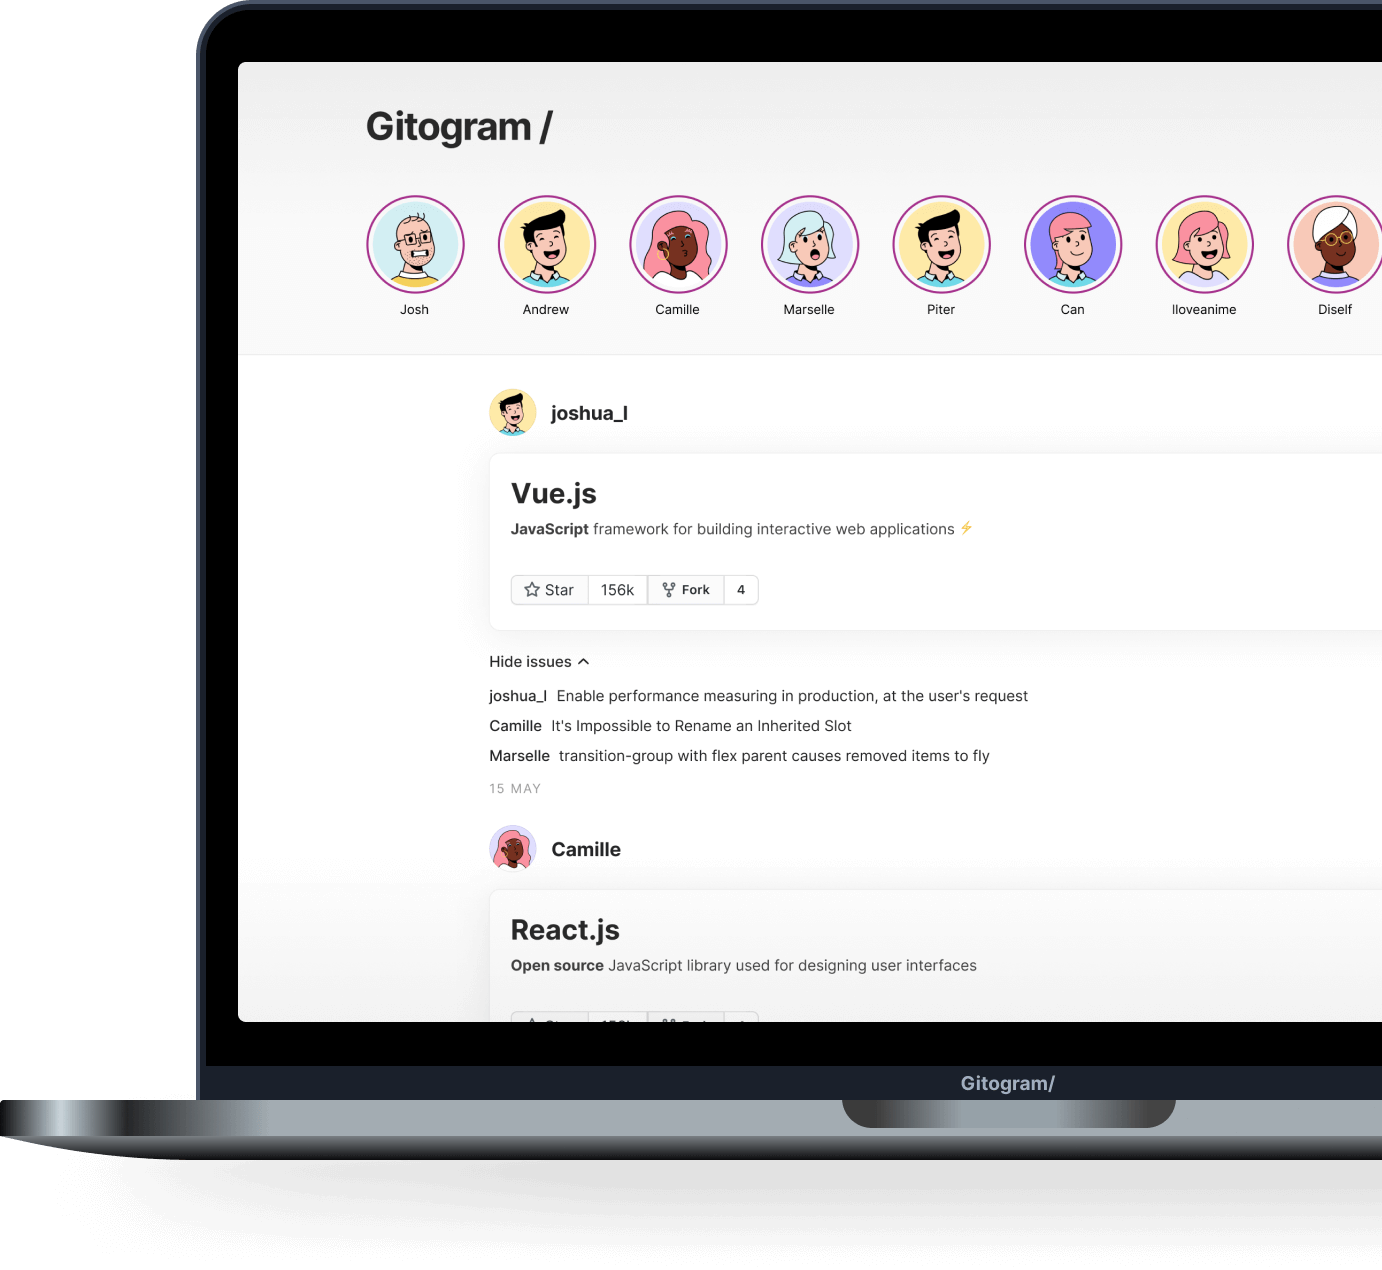 Gitogram /
Josh Andrew Camille Marselle Piter Can Iloveanime Diself
joshua_l
Vue.js
JavaScript framework for building interactive web applications ⚡
Star 156k Fork 4
Hide issues
joshua_l Enable performance measuring in production, at the user's request
Camille It's Impossible to Rename an Inherited Slot
Marselle transition-group with flex parent causes removed items to fly
15 MAY
Camille
React.js
Open source JavaScript library used for designing user interfaces
Gitogram/